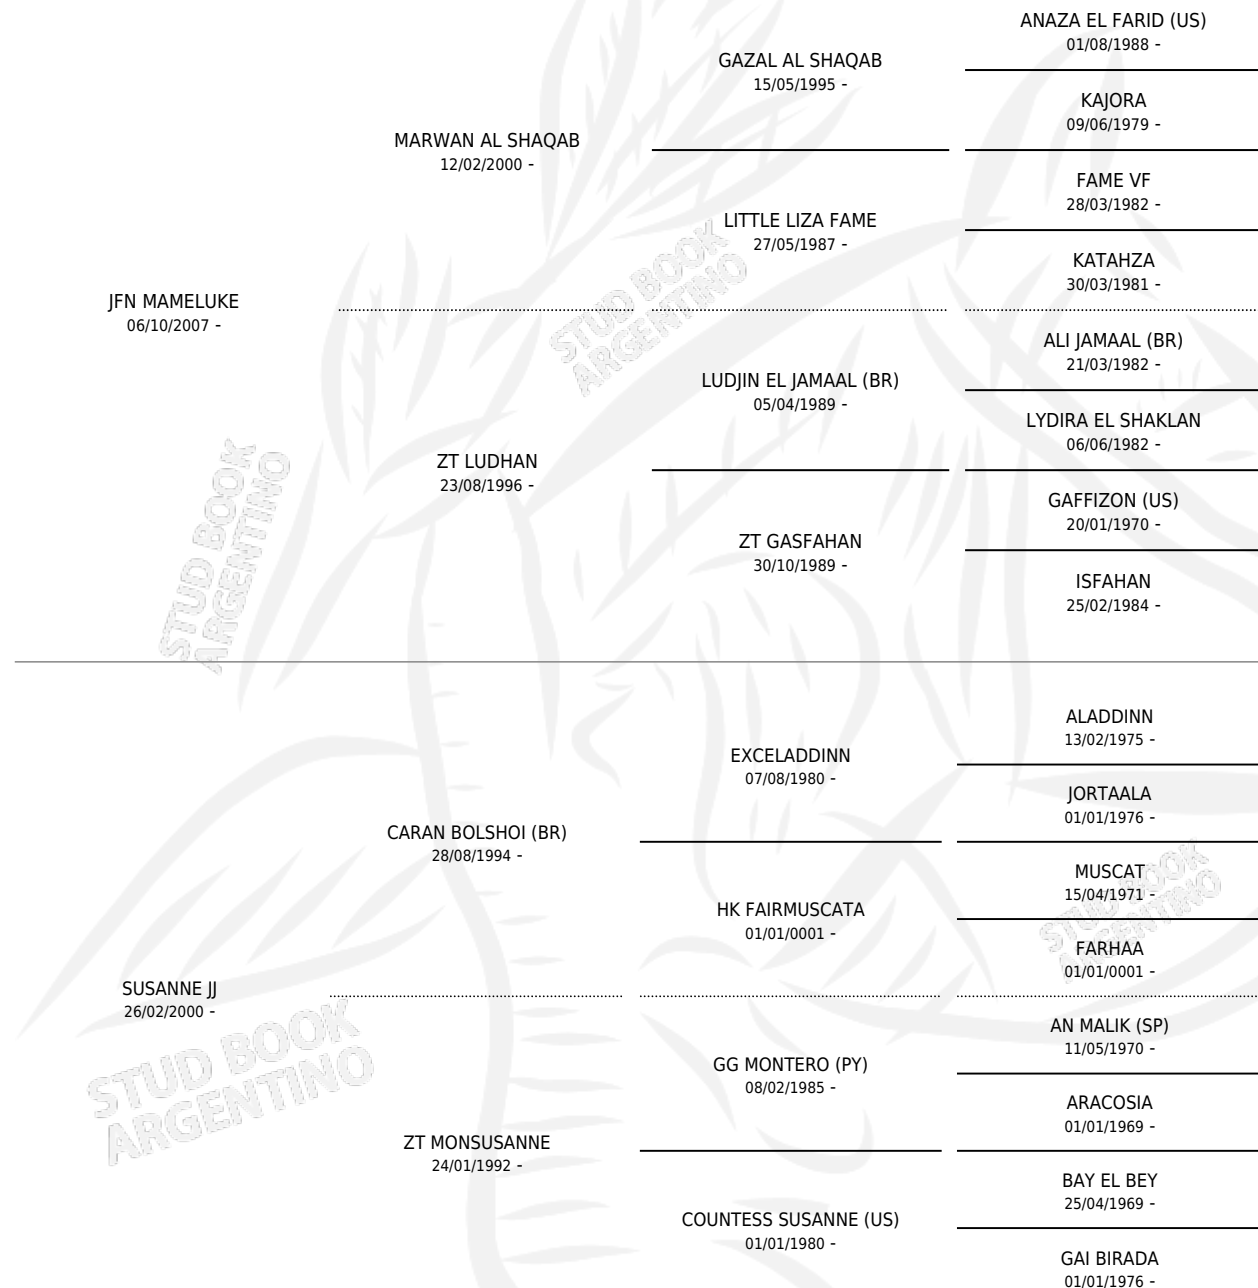 ANAZA EL FARID (US)
01/08/1988 -
GAZAL AL SHAQAB
15/05/1995 -
KAJORA
09/06/1979 -
MARWAN AL SHAQAB
12/02/2000 -
FAME VF
28/03/1982 -
LITTLE LIZA FAME
27/05/1987 -
KATAHZA
30/03/1981 -
JFN MAMELUKE
06/10/2007 -
STUD BOOK
ARGENTINO
ALI JAMAAL (BR)
21/03/1982 -
LUDJIN EL JAMAAL (BR)
05/04/1989 -
LYDIRA EL SHAKLAN
06/06/1982 -
ZT LUDHAN
23/08/1996 -
GAFFIZON (US)
20/01/1970 -
ZT GASFAHAN
30/10/1989 -
ISFAHAN
25/02/1984 -
STUD BOOK
ARGENTINO
ALADDINN
13/02/1975 -
EXCELADDINN
07/08/1980 -
JORTAALA
01/01/1976 -
CARAN BOLSHOI (BR)
28/08/1994 -
MUSCAT
15/04/1971 -
HK FAIRMUSCATA
01/01/0001 -
STUD BOOK
ARGENTINO
FARHAA
01/01/0001 -
SUSANNE JJ
26/02/2000 -
STUD BOOK
ARGENTINO
AN MALIK (SP)
11/05/1970 -
GG MONTERO (PY)
08/02/1985 -
ARACOSIA
01/01/1969 -
ZT MONSUSANNE
24/01/1992 -
BAY EL BEY
25/04/1969 -
COUNTESS SUSANNE (US)
01/01/1980 -
GAI BIRADA
01/01/1976 -